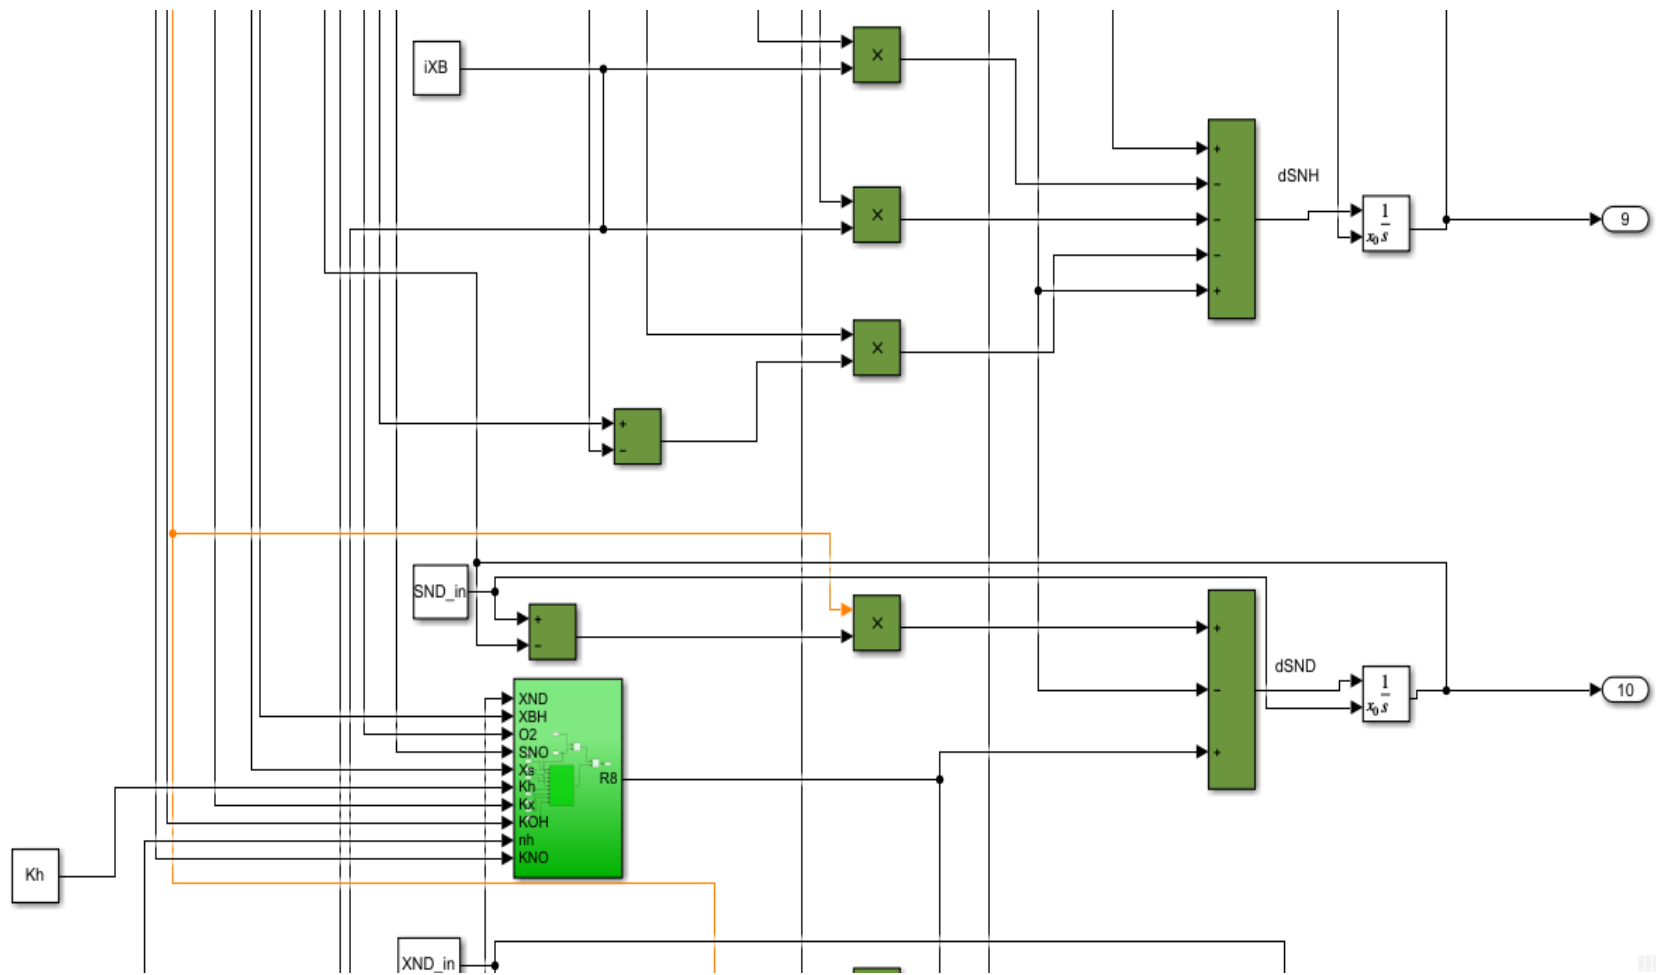 iXB
×
+
dSNH
−
1
×
−
9
s
x₀
−
+
×
+
−
SND_in
+
×
+
−
dSND
XND
1
−
10
XBH
s
x₀
O2
SNO
+
Xs
R8
Kh
Kx
KOH
nh
KNO
Kh
XND_in